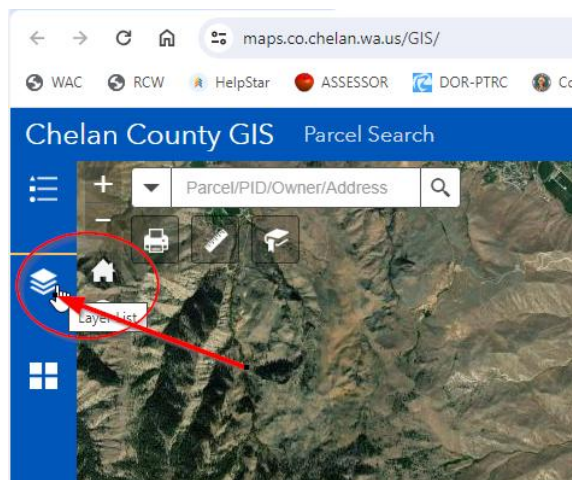 maps.co.chelan.wa.us/GIS/
WAC RCW HelpStar ASSESSOR DOR-PTRC
Chelan County GIS Parcel Search
Parcel/PID/Owner/Address
Layer List